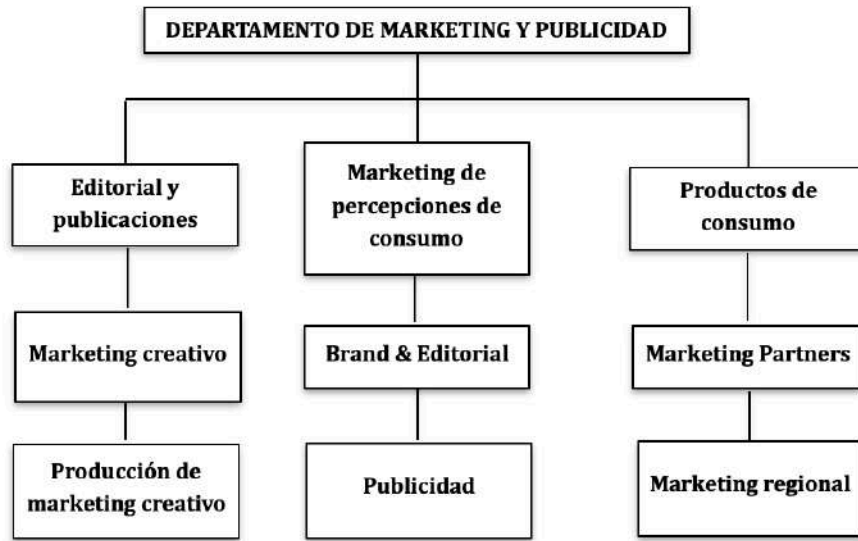 DEPARTAMENTO DE MARKETING Y PUBLICIDAD
Editorial y
publicaciones
Marketing de
percepciones de
consumo
Productos de
consumo
Marketing creativo
Brand & Editorial
Marketing Partners
Producción de
marketing creativo
Publicidad
Marketing regional